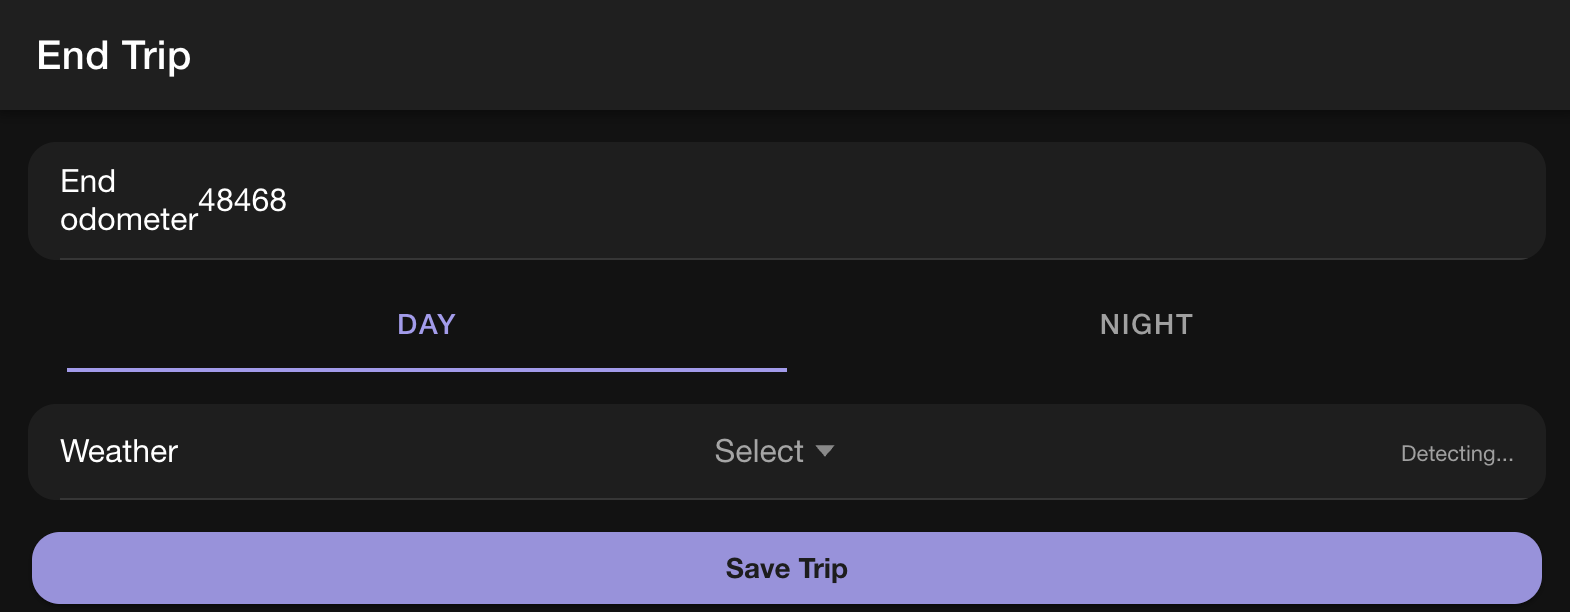 End Trip
End
odometer
48468
DAY
NIGHT
Weather
Select
Detecting...
Save Trip